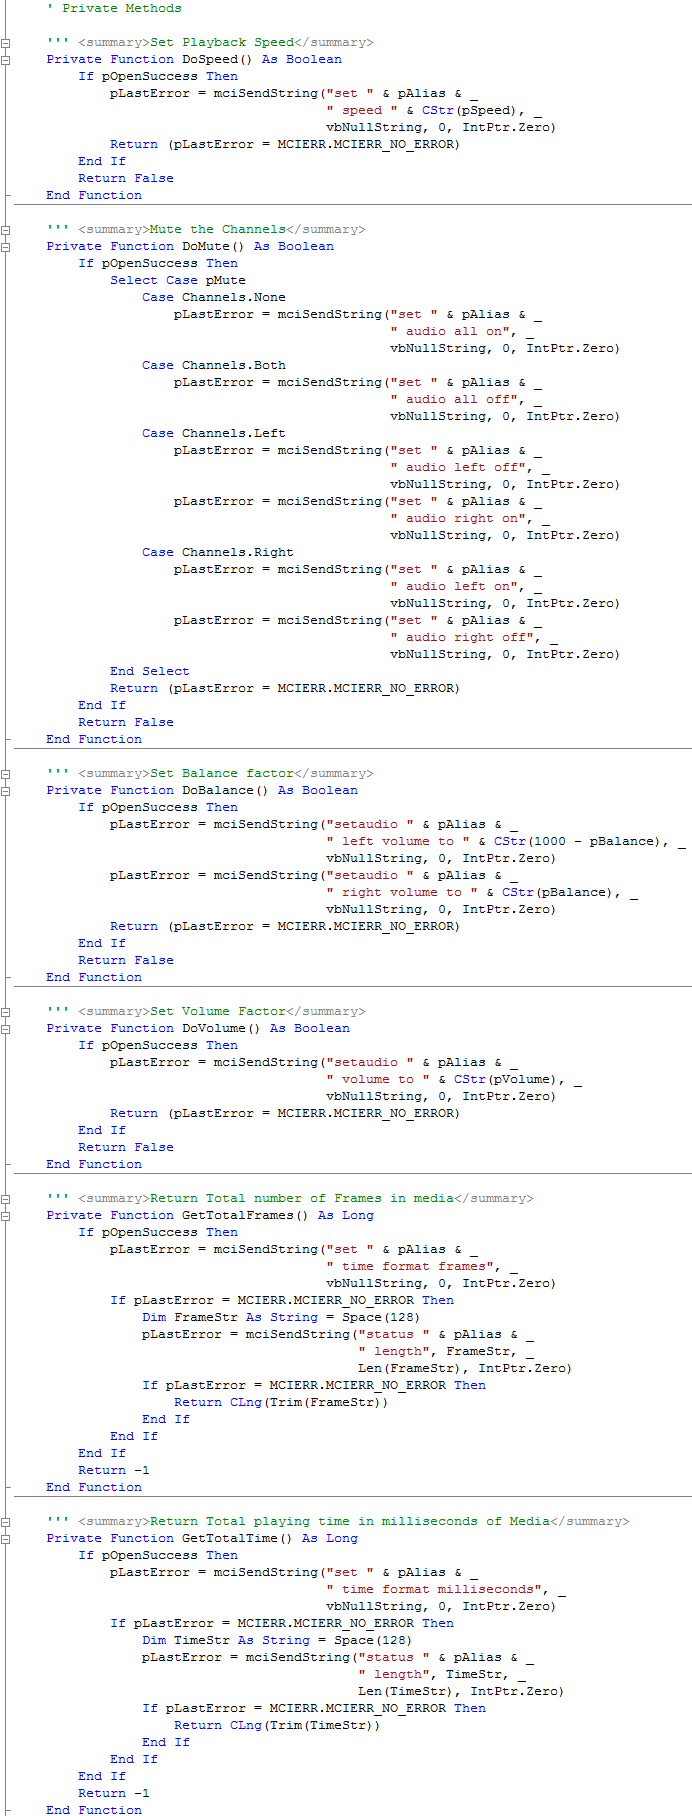 ' Private Methods
''' <summary>Set Playback Speed</summary>
Private Function DoSpeed() As Boolean
If pOpenSuccess Then
pLastError = mciSendString("set " & pAlias & _
" speed " & CStr(pSpeed), _
vbNullString, 0, IntPtr.Zero)
Return (pLastError = MCIERR.MCIERR_NO_ERROR)
End If
Return False
End Function
''' <summary>Mute the Channels</summary>
Private Function DoMute() As Boolean
If pOpenSuccess Then
Select Case pMute
Case Channels.None
pLastError = mciSendString("set " & pAlias & _
" audio all on", _
vbNullString, 0, IntPtr.Zero)
Case Channels.Both
pLastError = mciSendString("set " & pAlias & _
" audio all off", _
vbNullString, 0, IntPtr.Zero)
Case Channels.Left
pLastError = mciSendString("set " & pAlias & _
" audio left off", _
vbNullString, 0, IntPtr.Zero)
pLastError = mciSendString("set " & pAlias & _
" audio right on", _
vbNullString, 0, IntPtr.Zero)
Case Channels.Right
pLastError = mciSendString("set " & pAlias & _
" audio left on", _
vbNullString, 0, IntPtr.Zero)
pLastError = mciSendString("set " & pAlias & _
" audio right off", _
vbNullString, 0, IntPtr.Zero)
End Select
Return (pLastError = MCIERR.MCIERR_NO_ERROR)
End If
Return False
End Function
''' <summary>Set Balance factor</summary>
Private Function DoBalance() As Boolean
If pOpenSuccess Then
pLastError = mciSendString("setaudio " & pAlias & _
" left volume to " & CStr(1000 - pBalance), _
vbNullString, 0, IntPtr.Zero)
pLastError = mciSendString("setaudio " & pAlias & _
" right volume to " & CStr(pBalance), _
vbNullString, 0, IntPtr.Zero)
Return (pLastError = MCIERR.MCIERR_NO_ERROR)
End If
Return False
End Function
''' <summary>Set Volume Factor</summary>
Private Function DoVolume() As Boolean
If pOpenSuccess Then
pLastError = mciSendString("setaudio " & pAlias & _
" volume to " & CStr(pVolume), _
vbNullString, 0, IntPtr.Zero)
Return (pLastError = MCIERR.MCIERR_NO_ERROR)
End If
Return False
End Function
''' <summary>Return Total number of Frames in media</summary>
Private Function GetTotalFrames() As Long
If pOpenSuccess Then
pLastError = mciSendString("set " & pAlias & _
" time format frames", _
vbNullString, 0, IntPtr.Zero)
If pLastError = MCIERR.MCIERR_NO_ERROR Then
Dim FrameStr As String = Space(128)
pLastError = mciSendString("status " & pAlias & _
" length", FrameStr, _
Len(FrameStr), IntPtr.Zero)
If pLastError = MCIERR.MCIERR_NO_ERROR Then
Return CLng(Trim(FrameStr))
End If
End If
End If
Return -1
End Function
''' <summary>Return Total playing time in milliseconds of Media</summary>
Private Function GetTotalTime() As Long
If pOpenSuccess Then
pLastError = mciSendString("set " & pAlias & _
" time format milliseconds", _
vbNullString, 0, IntPtr.Zero)
If pLastError = MCIERR.MCIERR_NO_ERROR Then
Dim TimeStr As String = Space(128)
pLastError = mciSendString("status " & pAlias & _
" length", TimeStr, _
Len(TimeStr), IntPtr.Zero)
If pLastError = MCIERR.MCIERR_NO_ERROR Then
Return CLng(Trim(TimeStr))
End If
End If
End If
Return -1
End Function